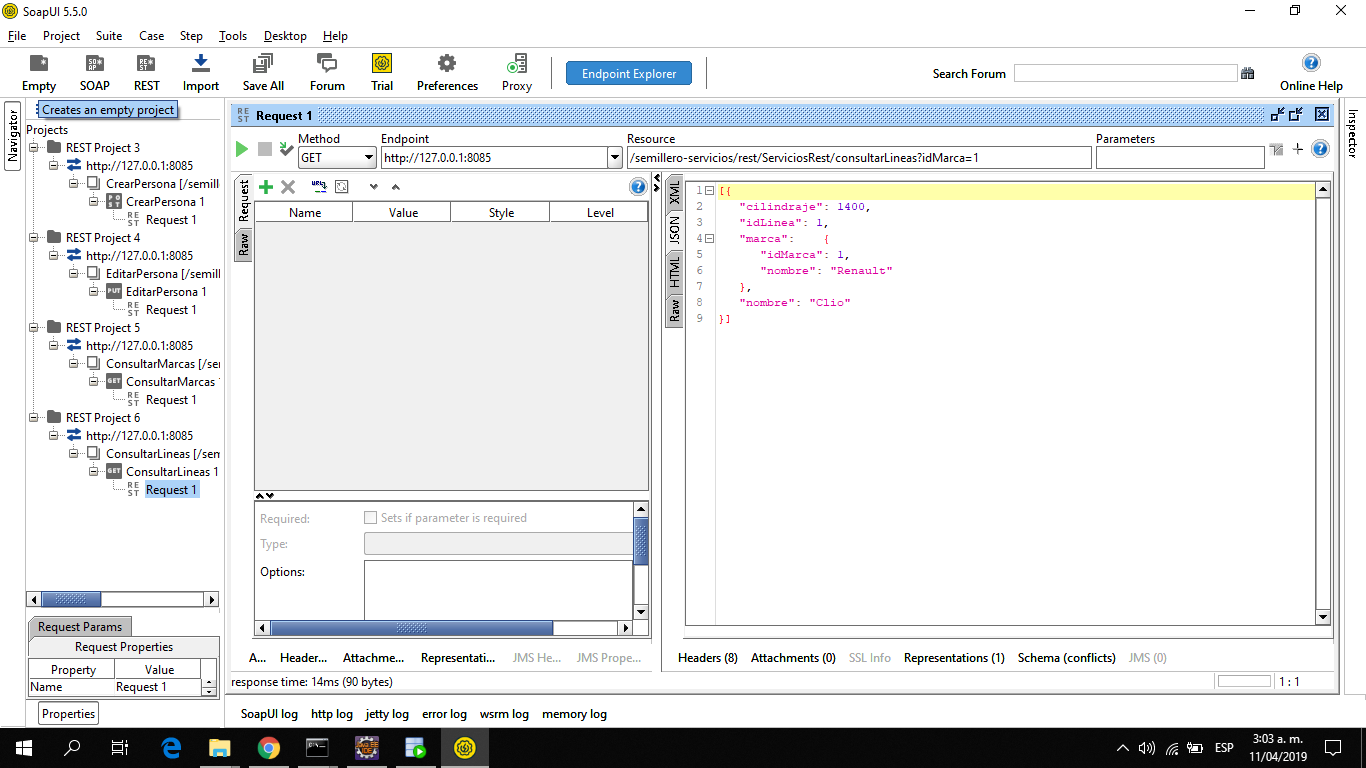 SoapUI 5.5.0
File Project Suite Case Step Tools Desktop Help
Empty SOAP REST Import Save All Forum Trial Preferences Proxy Endpoint Explorer Search Forum Online Help
Creates an empty project
Navigator
Projects
REST Project 3
http://127.0.0.1:8085
CrearPersona [/semill
POST CrearPersona 1
REST Request 1
REST Project 4
http://127.0.0.1:8085
EditarPersona [/semill
PUT EditarPersona 1
REST Request 1
REST Project 5
http://127.0.0.1:8085
ConsultarMarcas [/se
GET ConsultarMarcas
REST Request 1
REST Project 6
http://127.0.0.1:8085
ConsultarLineas [/sen
GET ConsultarLineas 1
REST Request 1
Request Params
Request Properties
Property Value
Name Request 1
Properties
REST Request 1
Method Endpoint Resource Parameters
GET http://127.0.0.1:8085 /semillero-servicios/rest/ServiciosRest/consultarLineas?idMarca=1
Request
Raw
Name Value Style Level
Required: Sets if parameter is required
Type:
Options:
A... Header... Attachme... Representati... JMS He... JMS Prope...
XML
JSON
HTML
Raw
1 [{
2 "cilindraje": 1400,
3 "idLinea": 1,
4 "marca": {
5 "idMarca": 1,
6 "nombre": "Renault"
7 },
8 "nombre": "Clio"
9 }]
Headers (8) Attachments (0) SSL Info Representations (1) Schema (conflicts) JMS (0)
response time: 14ms (90 bytes) 1 : 1
Inspector
SoapUI log http log jetty log error log wsrm log memory log
ESP 3:03 a. m.
11/04/2019